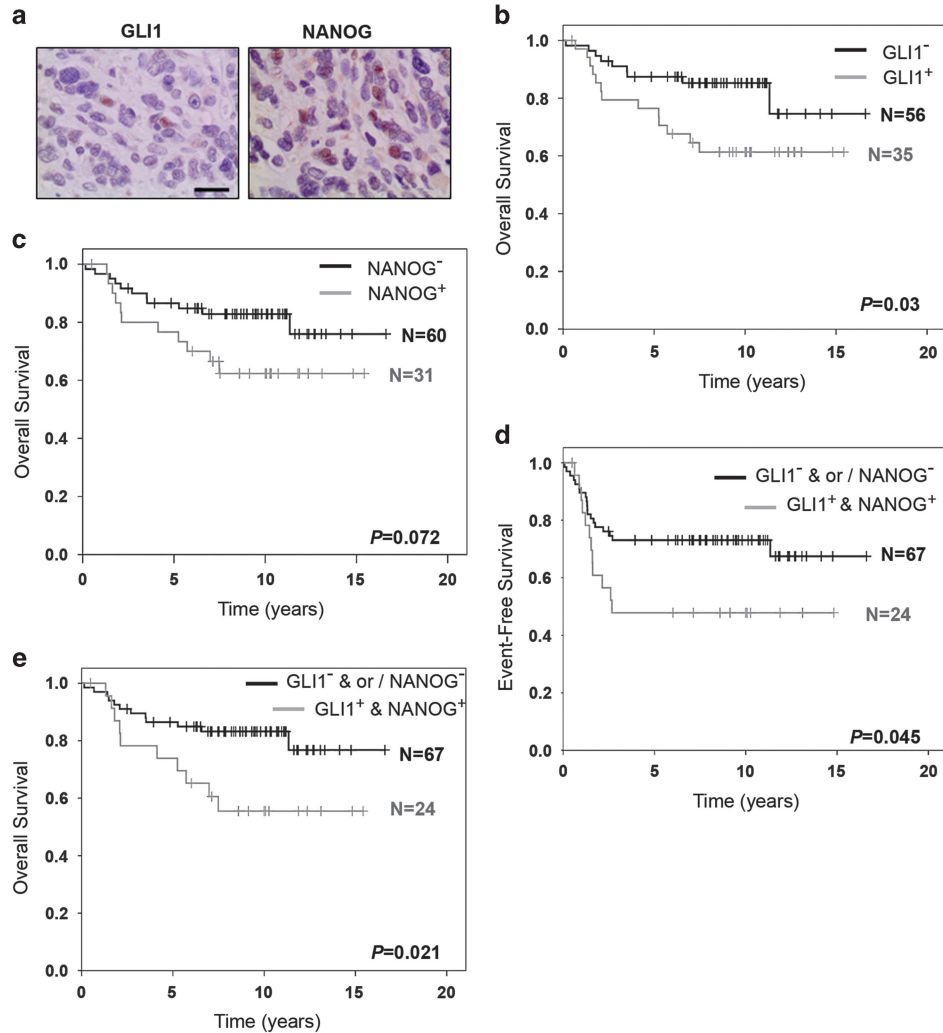 a
GLI1 NANOG
b
1.0
0.8
0.6
0.4
0.2
0.0
Overall Survival
GLI1⁻
GLI1⁺
N=56
N=35
P=0.03
0 5 10 15 20
Time (years)
c
1.0
0.8
0.6
0.4
0.2
0.0
Overall Survival
NANOG⁻
NANOG⁺
N=60
N=31
P=0.072
0 5 10 15 20
Time (years)
d
1.0
0.8
0.6
0.4
0.2
0.0
Event-Free Survival
GLI1⁻ & or / NANOG⁻
GLI1⁺ & NANOG⁺
N=67
N=24
P=0.045
0 5 10 15 20
Time (years)
e
1.0
0.8
0.6
0.4
0.2
0.0
Overall Survival
GLI1⁻ & or / NANOG⁻
GLI1⁺ & NANOG⁺
N=67
N=24
P=0.021
0 5 10 15 20
Time (years)